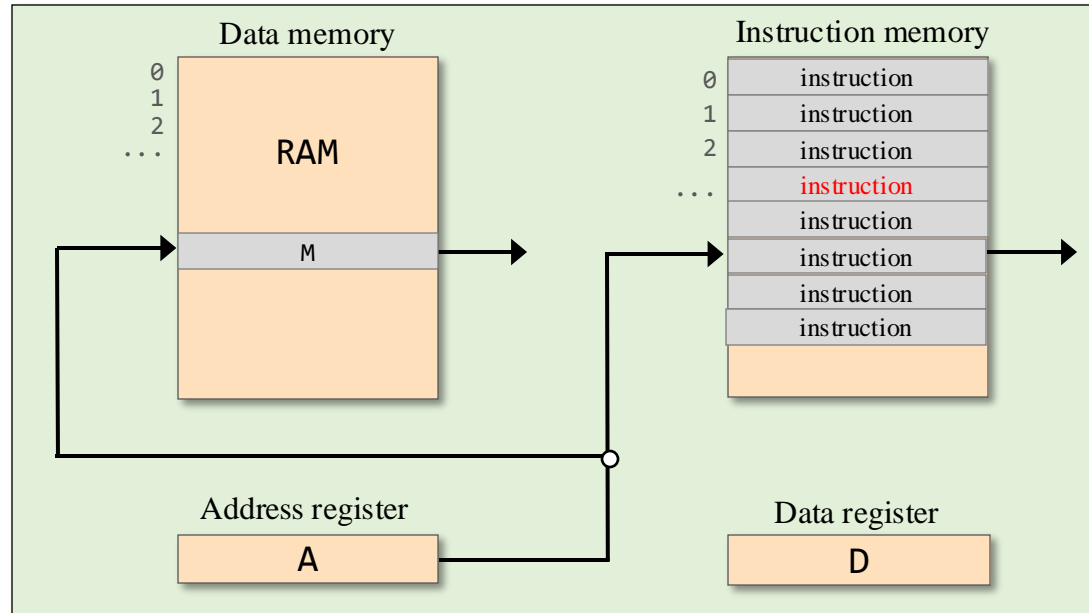 Data memory
0
1
2
...
RAM
M
Instruction memory
0
1
2
...
instruction
instruction
instruction
instruction
instruction
instruction
instruction
instruction
Address register
A
Data register
D